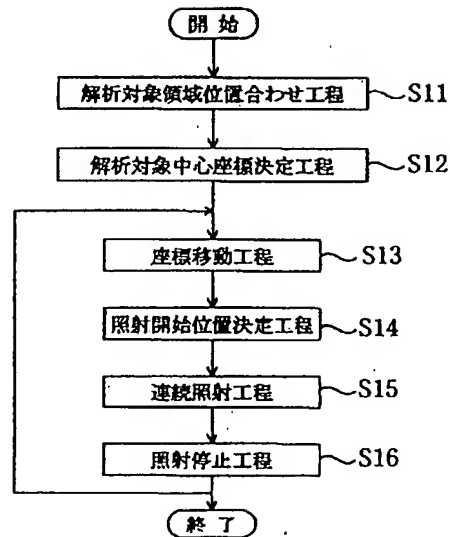 開始
解析対象領域位置合わせ工程 S11
解析対象中心座標決定工程 S12
座標移動工程 S13
照射開始位置決定工程 S14
連続照射工程 S15
照射停止工程 S16
終了